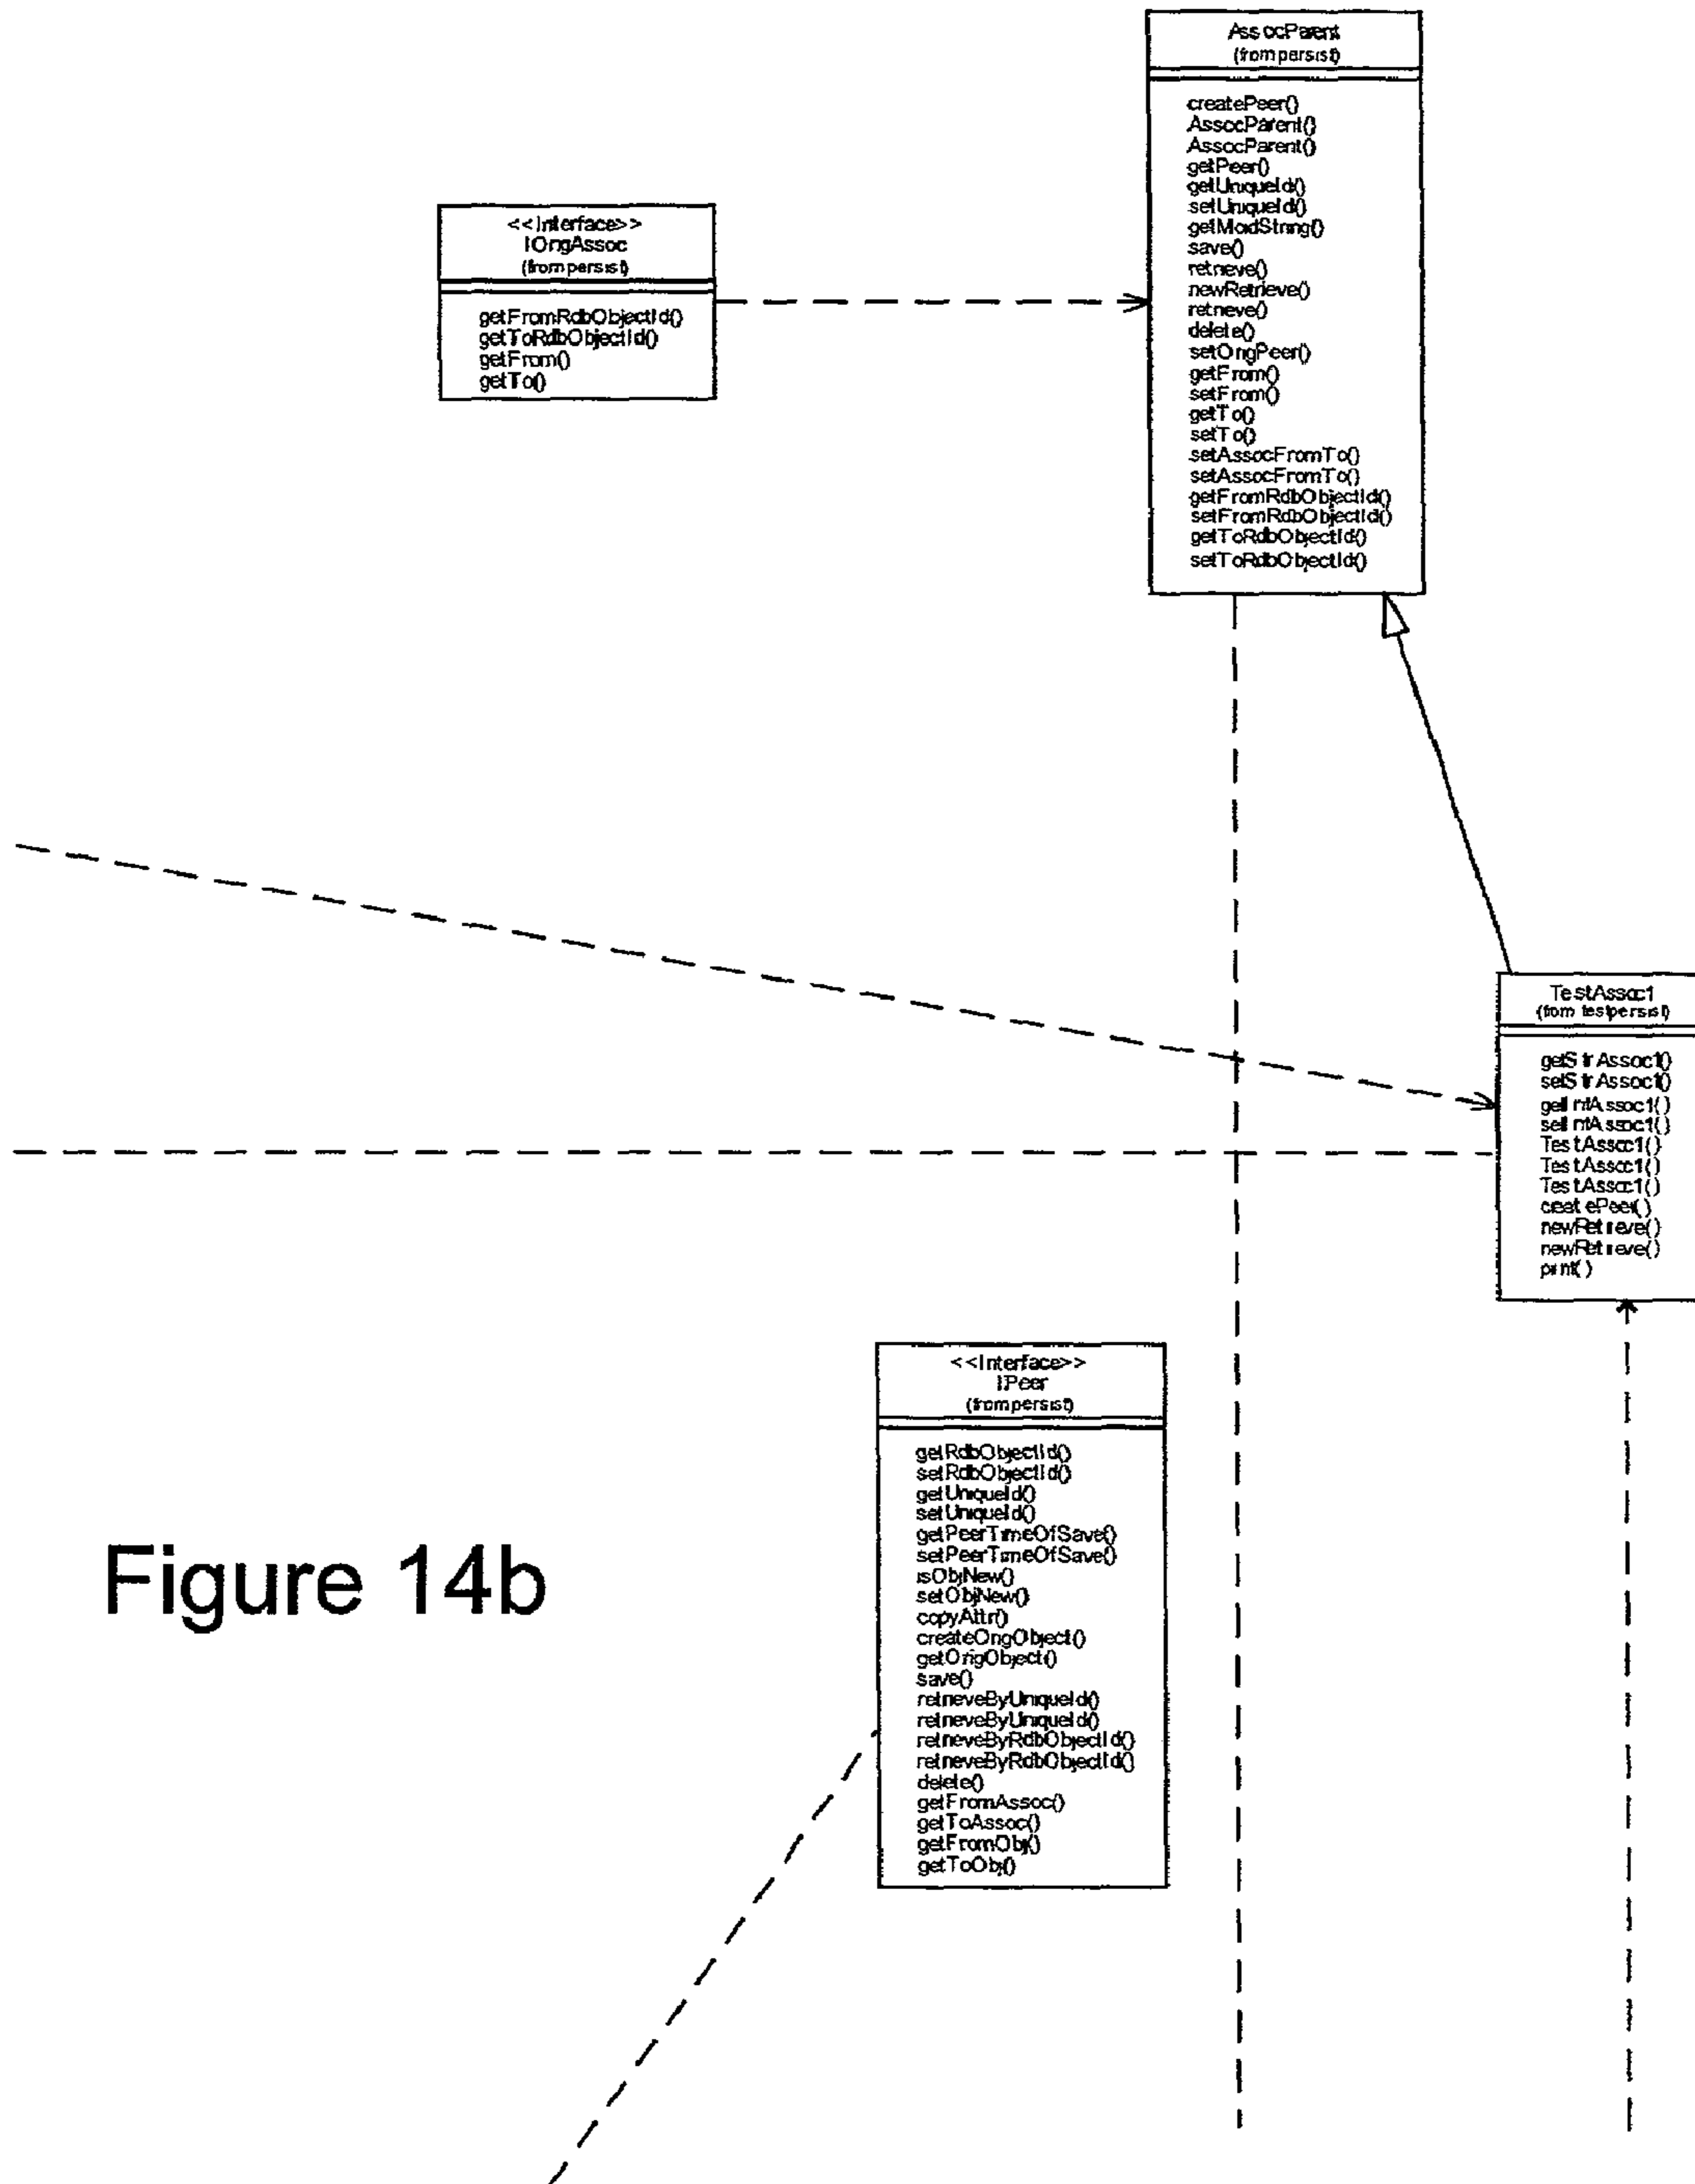 AssocParent
(from persist)
createPeer()
AssocParent()
AssocParent()
getPeer()
getUniqueId()
setUniqueId()
getModString()
save()
retrieve()
newRetrieve()
retrieve()
delete()
setOrigPeer()
getFrom()
setFrom()
getTo()
setTo()
setAssocFromTo()
setAssocFromTo()
getFromRdbObjectId()
setFromRdbObjectId()
getToRdbObjectId()
setToRdbObjectId()
<<Interface>>
IOrigAssoc
(from persist)
getFromRdbObjectId()
getToRdbObjectId()
getFrom()
getTo()
TestAssoc1
(from testpersist)
getStrAssoc1()
setStrAssoc1()
getIntAssoc1()
setIntAssoc1()
TestAssoc1()
TestAssoc1()
TestAssoc1()
createPeer()
newRetrieve()
newRetrieve()
print()
<<Interface>>
IPeer
(from persist)
getRdbObjectId()
setRdbObjectId()
getUniqueId()
setUniqueId()
getPeerTimeOfSave()
setPeerTimeOfSave()
isObjNew()
setObjNew()
copyAttr()
createOrigObject()
getOrigObject()
save()
retrieveByUniqueId()
retrieveByUniqueId()
retrieveByRdbObjectId()
retrieveByRdbObjectId()
delete()
getFromAssoc()
getToAssoc()
getFromObj()
getToObj()
Figure 14b